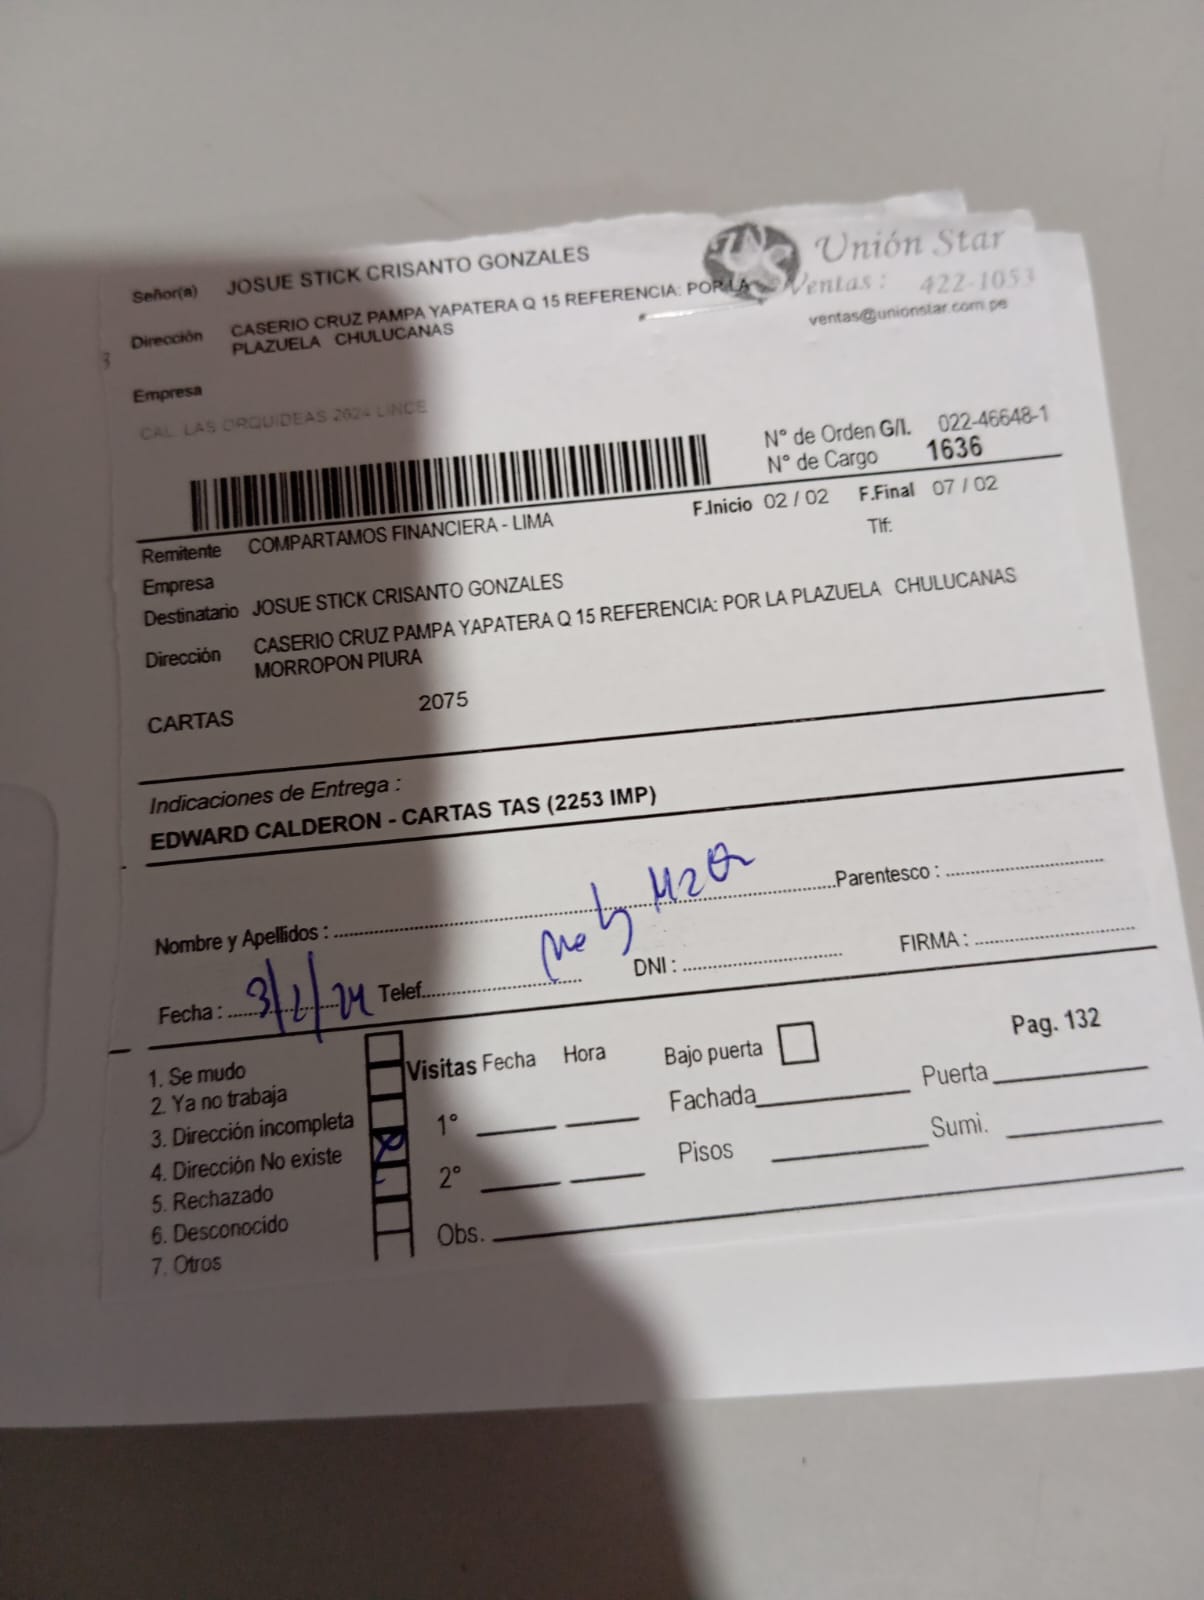 Unión Star
Ventas: 422-1053
ventas@unionstar.com.pe
Señor(a) JOSUE STICK CRISANTO GONZALES
Dirección CASERIO CRUZ PAMPA YAPATERA Q 15 REFERENCIA: POR LA
PLAZUELA CHULUCANAS
Empresa
CAL. LAS ORQUIDEAS 2624 LINCE
N° de Orden G/I. 022-46648-1
N° de Cargo 1636
F.Inicio 02 / 02 F.Final 07 / 02
Remitente COMPARTAMOS FINANCIERA - LIMA
Tlf:
Empresa
Destinatario JOSUE STICK CRISANTO GONZALES
Dirección CASERIO CRUZ PAMPA YAPATERA Q 15 REFERENCIA: POR LA PLAZUELA CHULUCANAS
MORROPON PIURA
CARTAS 2075
Indicaciones de Entrega :
EDWARD CALDERON - CARTAS TAS (2253 IMP)
Nombre y Apellidos : Parentesco :
Fecha : Telef. DNI : FIRMA :
Pag. 132
1. Se mudo
2. Ya no trabaja
3. Dirección incompleta
4. Dirección No existe
5. Rechazado
6. Desconocido
7. Otros
Visitas Fecha Hora
1°
2°
Obs.
Bajo puerta
Fachada Puerta
Pisos Sumi.